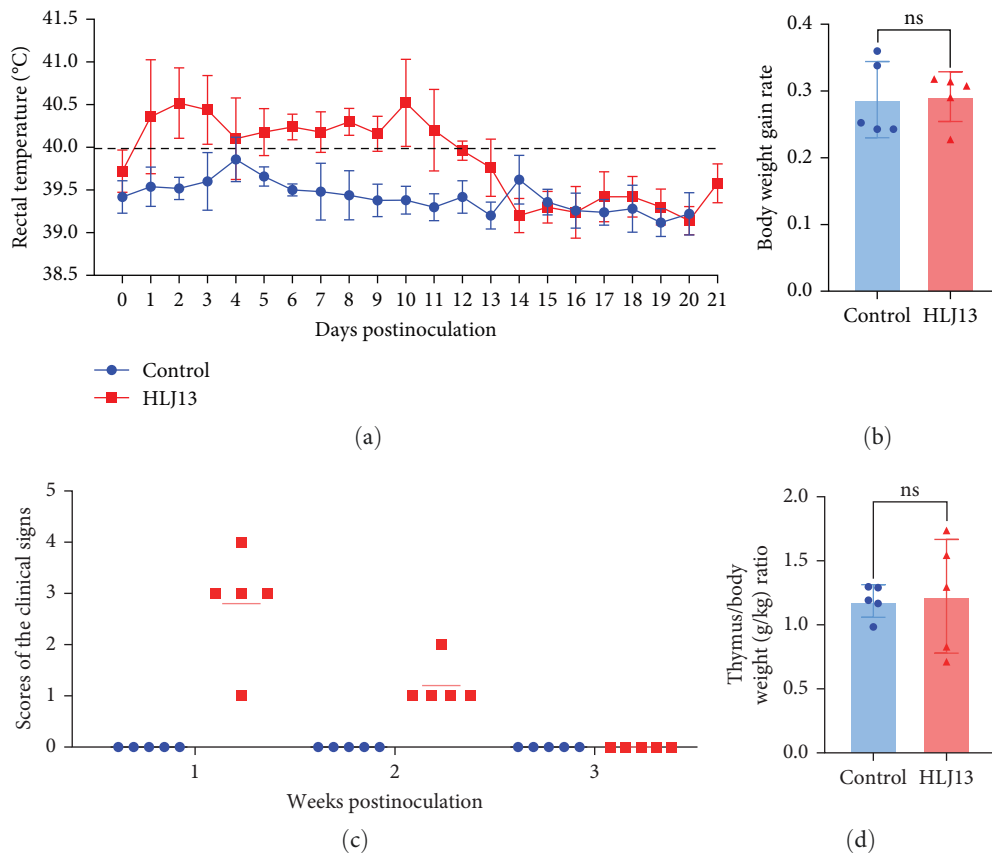 41.5
41.0
40.5
40.0
39.5
39.0
38.5
Rectal temperature (°C)
0 1 2 3 4 5 6 7 8 9 10 11 12 13 14 15 16 17 18 19 20 21
Days postinoculation
Control
HLJ13
(a)
0.4
0.3
0.2
0.1
0.0
Body weight gain rate
ns
Control HLJ13
(b)
5
4
3
2
1
0
Scores of the clinical signs
1 2 3
Weeks postinoculation
(c)
2.0
1.5
1.0
0.5
0.0
Thymus/body
weight (g/kg) ratio
ns
Control HLJ13
(d)